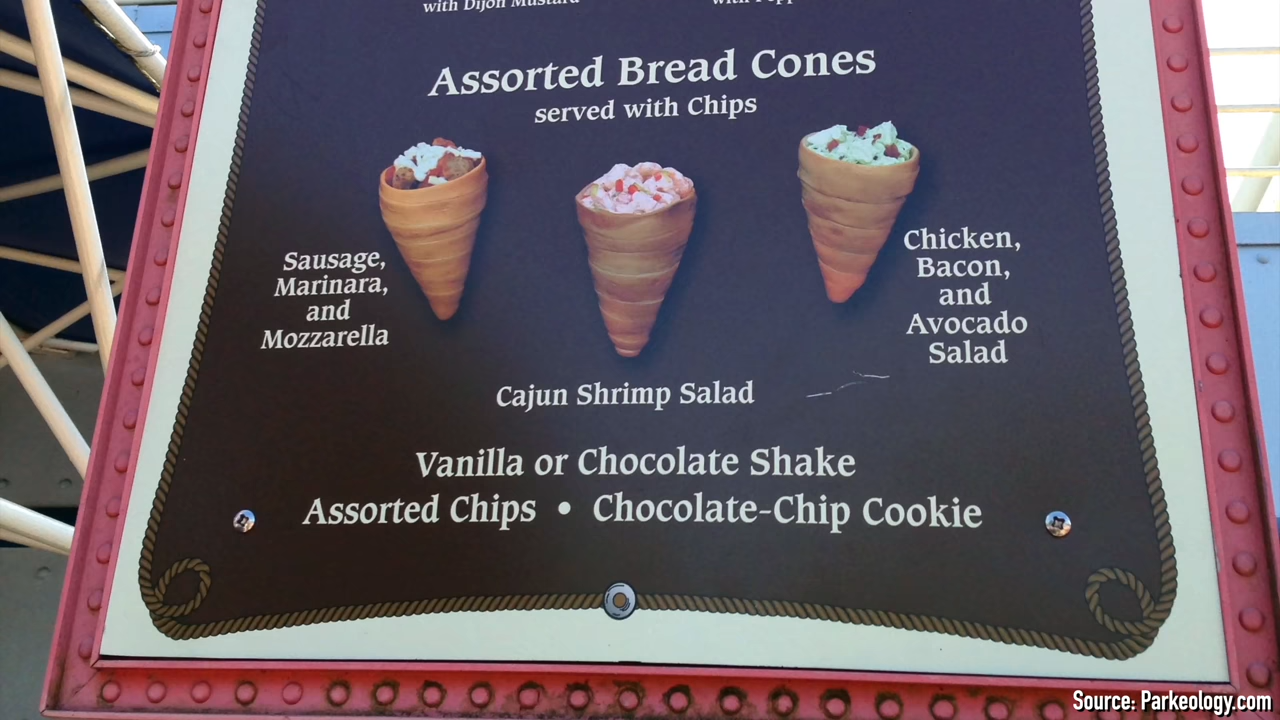 with Dijon Mustard
Assorted Bread Cones
served with Chips
Sausage,
Marinara,
and
Mozzarella
Cajun Shrimp Salad
Chicken,
Bacon,
and
Avocado
Salad
Vanilla or Chocolate Shake
Assorted Chips • Chocolate-Chip Cookie
Source: Parkeology.com